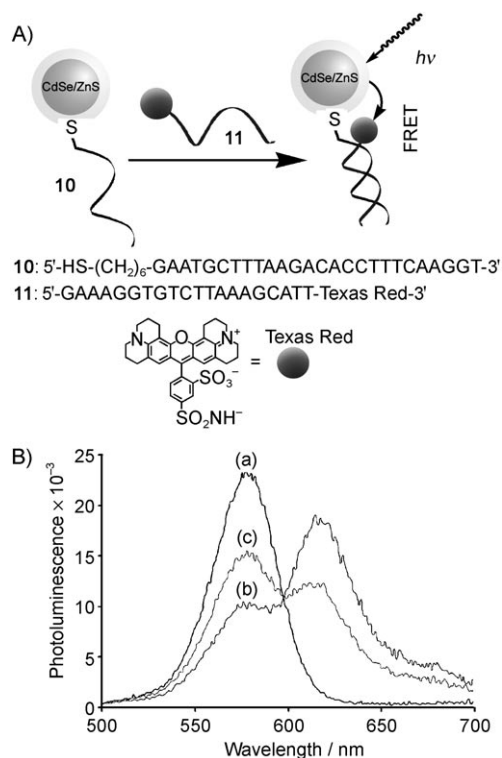 A)
CdSe/ZnS
S
10
11
CdSe/ZnS
hν
S
FRET
10: 5'-HS-(CH₂)₆-GAATGCTTTAAGACACCTTTCAAGGT-3'
11: 5'-GAAAGGTGTCTTAAAGCATT-Texas Red-3'
N
O
N⁺
SO₃⁻
SO₂NH⁻
=
Texas Red
B)
Photoluminescence × 10⁻³
25
20
15
10
5
0
(a)
(c)
(b)
500
550
600
650
700
Wavelength / nm